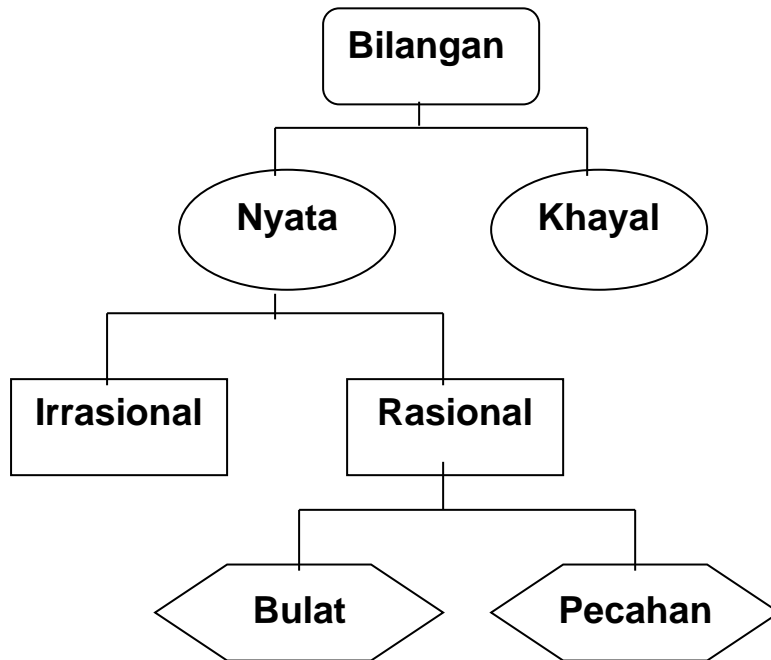 Bilangan
Nyata
Khayal
Irrasional
Rasional
Bulat
Pecahan